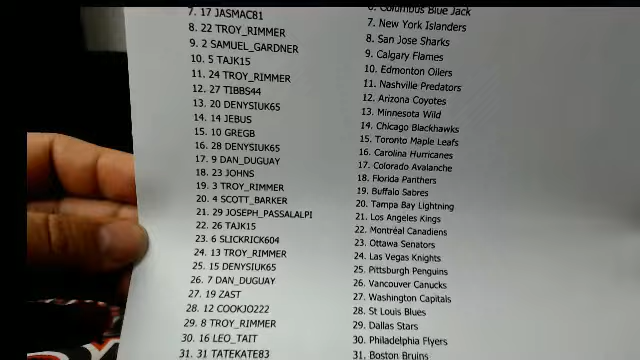 7. 17 JASMAC81
8. 22 TROY_RIMMER
9. 2 SAMUEL_GARDNER
10. 5 TAJK15
11. 24 TROY_RIMMER
12. 27 TIBBS44
13. 20 DENYSIUK65
14. 14 JEBUS
15. 10 GREGB
16. 28 DENYSIUK65
17. 9 DAN_DUGUAY
18. 23 JOHNS
19. 3 TROY_RIMMER
20. 4 SCOTT_BARKER
21. 29 JOSEPH_PASSALALPI
22. 26 TAJK15
23. 6 SLICKRICK604
24. 13 TROY_RIMMER
25. 15 DENYSIUK65
26. 7 DAN_DUGUAY
27. 19 ZAST
28. 12 COOKJO222
29. 8 TROY_RIMMER
30. 16 LEO_TAIT
31. 31 TATEKATE83
6. Columbus Blue Jack
7. New York Islanders
8. San Jose Sharks
9. Calgary Flames
10. Edmonton Oilers
11. Nashville Predators
12. Arizona Coyotes
13. Minnesota Wild
14. Chicago Blackhawks
15. Toronto Maple Leafs
16. Carolina Hurricanes
17. Colorado Avalanche
18. Florida Panthers
19. Buffalo Sabres
20. Tampa Bay Lightning
21. Los Angeles Kings
22. Montréal Canadiens
23. Ottawa Senators
24. Las Vegas Knights
25. Pittsburgh Penguins
26. Vancouver Canucks
27. Washington Capitals
28. St Louis Blues
29. Dallas Stars
30. Philadelphia Flyers
31. Boston Bruins